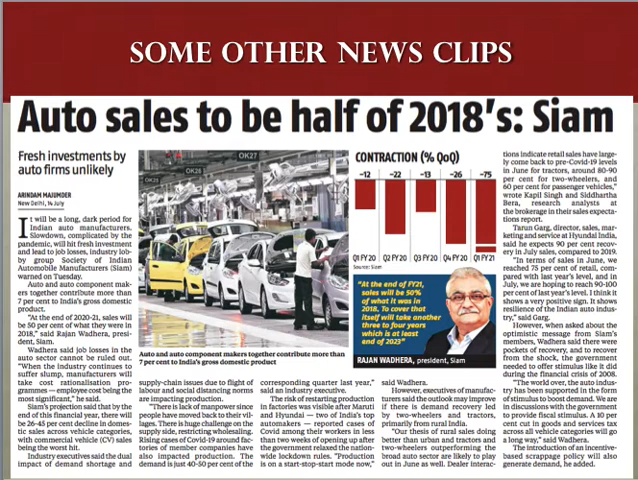 SOME OTHER NEWS CLIPS
Auto sales to be half of 2018's: Siam
Fresh investments by
auto firms unlikely
ARINDAM MAJUMDER
New Delhi, 14 July
It will be a long, dark period for
Indian auto manufacturers.
Slowdown, complicated by the
pandemic, will hit fresh investment
and lead to job losses, industry lob-
by group Society of Indian
Automobile Manufacturers (Siam)
warned on Tuesday.
Auto and auto component mak-
ers together contribute more than
7 per cent to India's gross domestic
product.
"At the end of 2020-21, sales will
be 50 per cent of what they were in
2018," said Rajan Wadhera, presi-
dent, Siam.
Wadhera said job losses in the
auto sector cannot be ruled out.
"When the industry continues to
suffer slump, manufacturers will
take cost rationalisation pro-
grammes — employee cost being the
most significant," he said.
Siam's projection said that by the
end of this financial year, there will
be 26-45 per cent decline in domes-
tic sales across vehicle categories,
with commercial vehicle (CV) sales
being the worst hit.
Industry executives said the dual
impact of demand shortage and
OK27
OK26
Auto and auto component makers together contribute more than
7 per cent to India's gross domestic product
supply-chain issues due to flight of
labour and social distancing norms
are impacting production.
"There is lack of manpower since
people have moved back to their vil-
lages. There is huge challenge on the
supply side, restricting wholesaling.
Rising cases of Covid-19 around fac-
tories of member companies have
also impacted production. The
demand is just 40-50 per cent of the
CONTRACTION (% QoQ)
-12 -22 -13 -26 -75
Q1 FY20 Q2 FY 20 Q3 FY 20 Q4 FY 20 Q1 FY 21
Source: Siam
"At the end of FY21,
sales will be 50%
of what it was in
2018. To cover that
itself will take another
three to four years
which is at least
end of 2023"
RAJAN WADHERA, president, Siam
corresponding quarter last year,"
said an industry executive.
The risk of restarting production
in factories was visible after Maruti
and Hyundai — two of India's top
automakers — reported cases of
Covid among their workers in less
than two weeks of opening up after
the government relaxed the nation-
wide lockdown rules. "Production
is on a start-stop-start mode now,"
said Wadhera.
However, executives of manufac-
turers said the outlook may improve
if there is demand recovery led
by two-wheelers and tractors,
primarily from rural India.
"Our thesis of rural sales doing
better than urban and tractors and
two-wheelers outperforming the
broad auto sector are likely to play
out in June as well. Dealer interac-
tions indicate retail sales have large-
ly come back to pre-Covid-19 levels
in June for tractors, around 80-90
per cent for two-wheelers, and
60 per cent for passenger vehicles,"
wrote Kapil Singh and Siddhartha
Bera, research analysts at
the brokerage in their sales expecta-
tions report.
Tarun Garg, director, sales, mar-
keting and service at Hyundai India,
said he expects 90 per cent recov-
ery in July sales, compared to 2019.
"In terms of sales in June, we
reached 75 per cent of retail, com-
pared with last year's level, and in
July, we are hoping to reach 90-100
per cent of last year's level. I think it
shows a very positive sign. It shows
resilience of the Indian auto indus-
try," said Garg.
However, when asked about the
optimistic message from Siam's
members, Wadhera said there were
pockets of recovery, and to recover
from the shock, the government
needed to offer stimulus like it did
during the financial crisis of 2008.
"The world over, the auto indus-
try has been supported in the form
of stimulus to boost demand. We are
in discussions with the government
to provide fiscal stimulus. A 10 per
cent cut in goods and services tax
across all vehicle categories will go
a long way," said Wadhera.
The introduction of an incentive-
based scrappage policy will also
generate demand, he added.